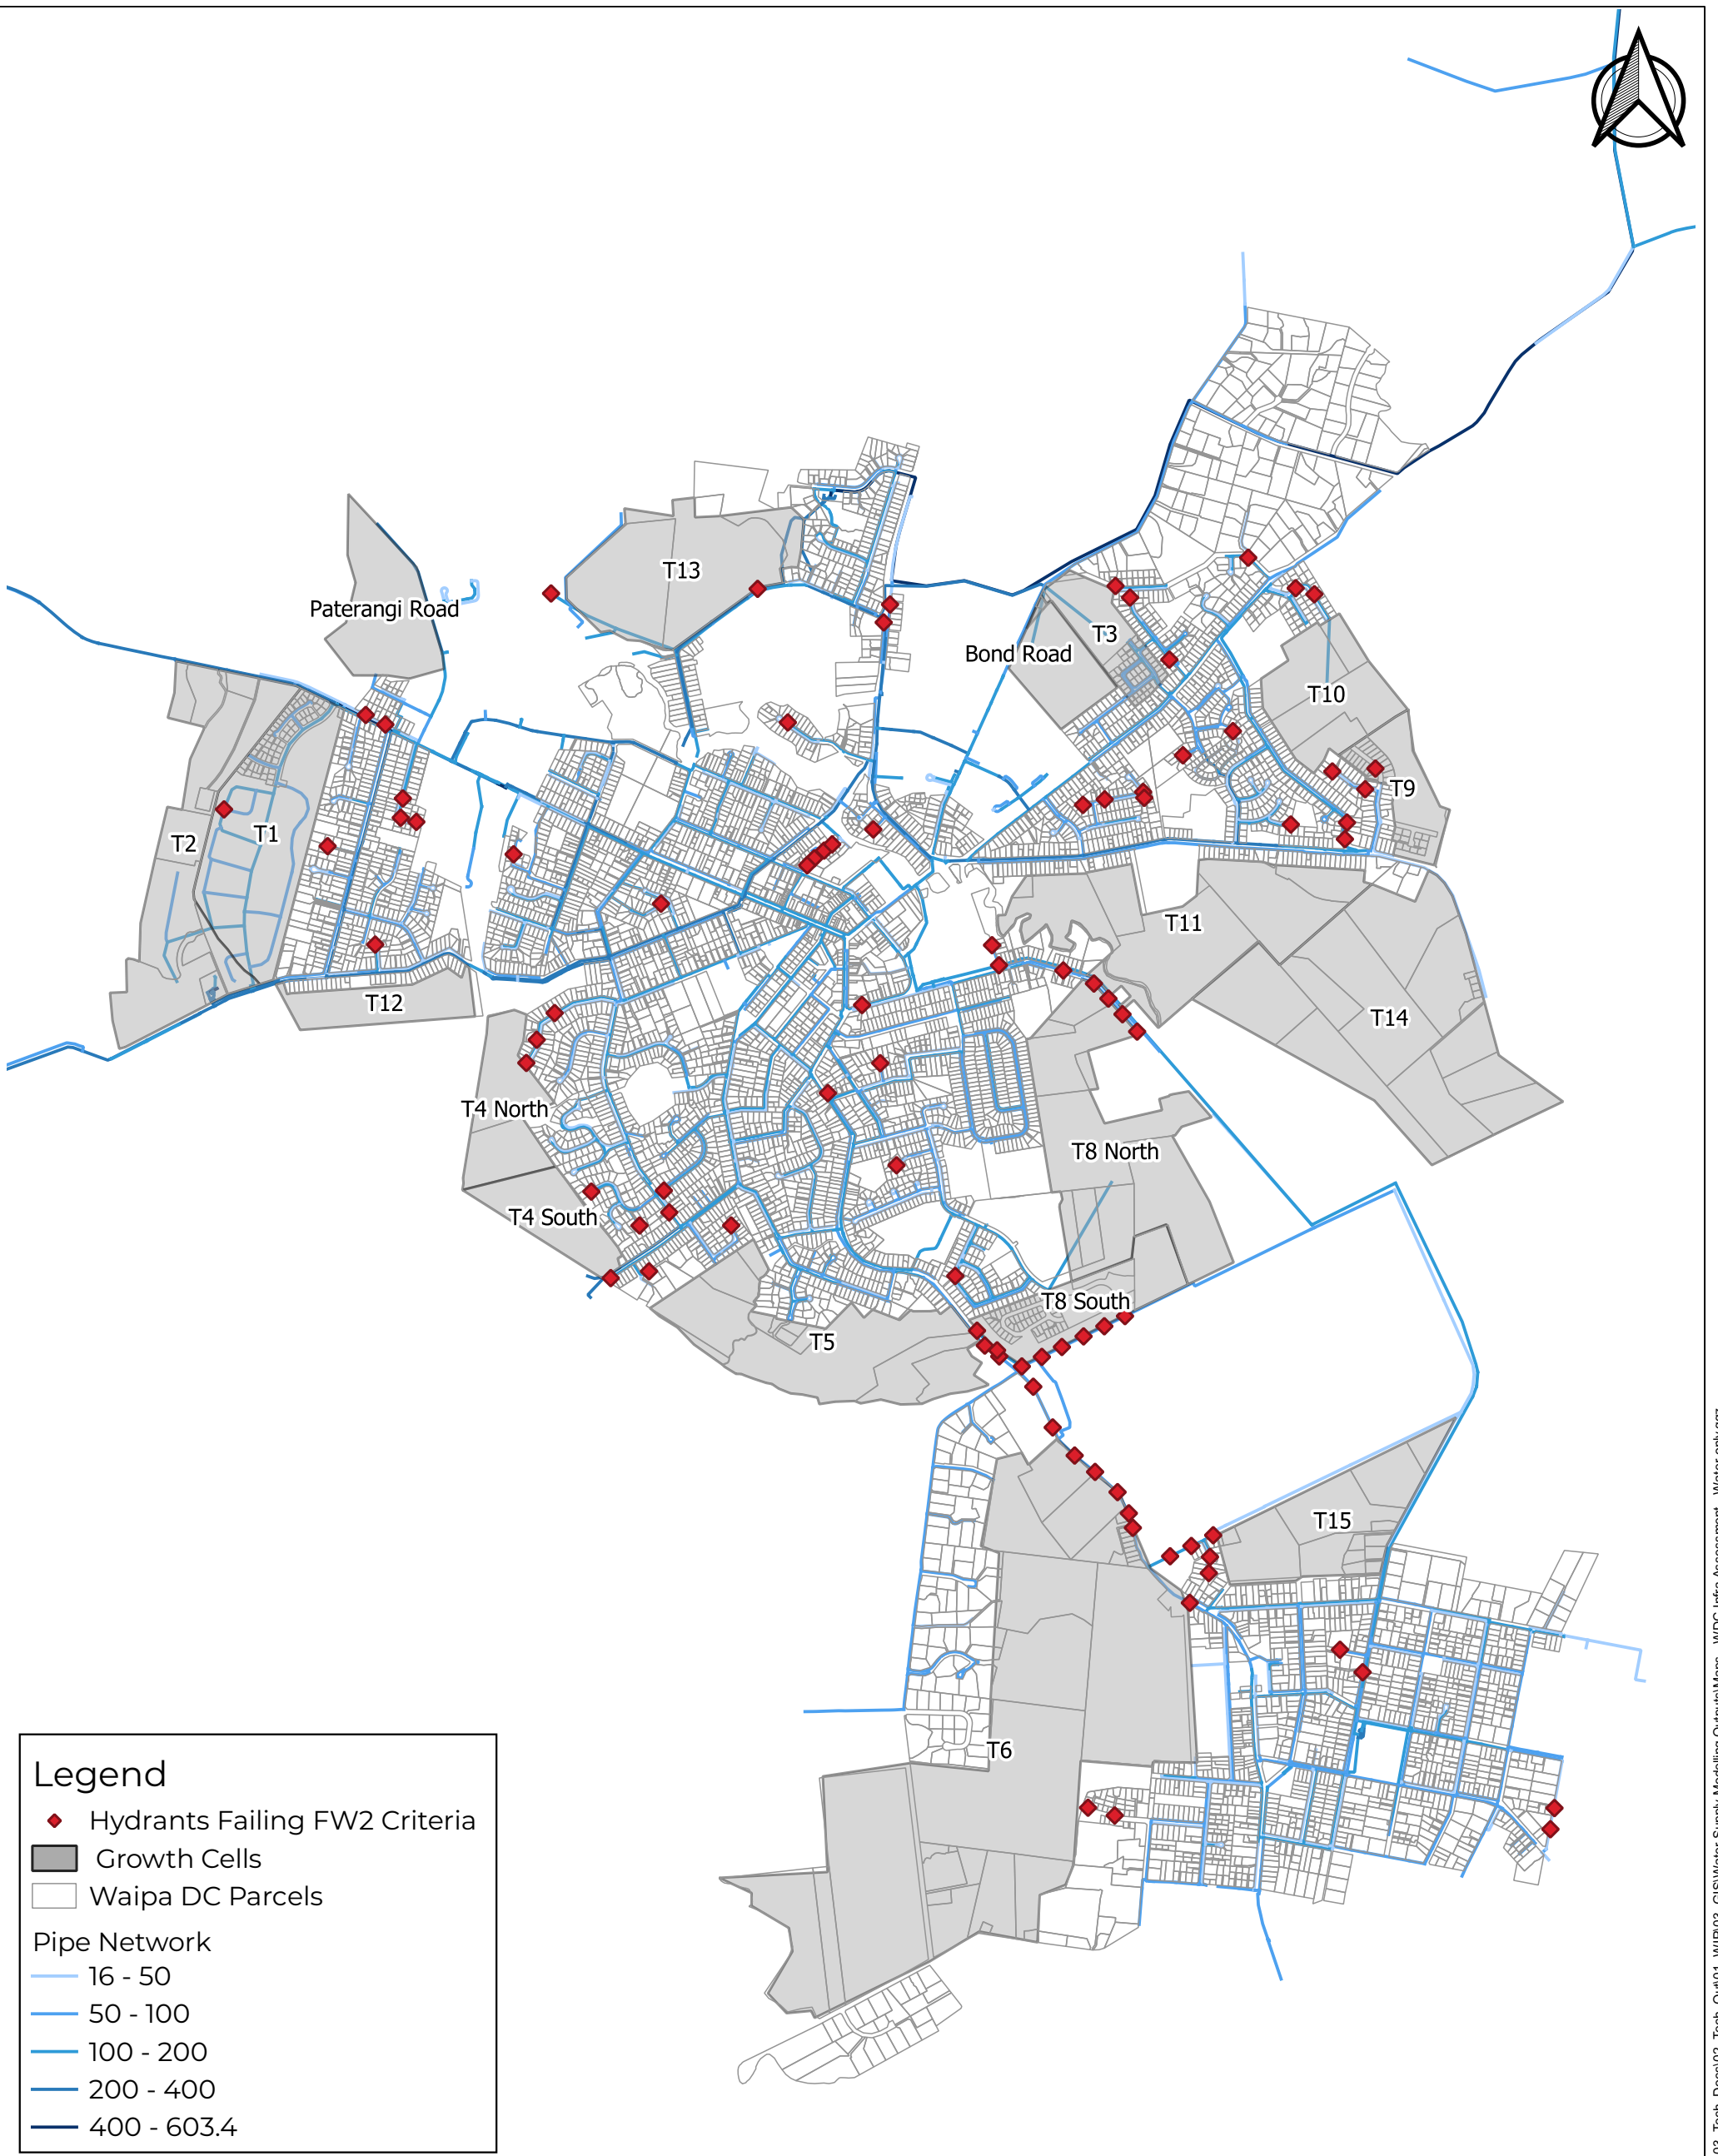 T13
Paterangi Road
T3
Bond Road
T10
T9
T2
T1
T11
T12
T14
T4 North
T8 North
T4 South
T8 South
T5
T15
T6
Legend
Hydrants Failing FW2 Criteria
Growth Cells
Waipa DC Parcels
Pipe Network
16 - 50
50 - 100
100 - 200
200 - 400
400 - 603.4